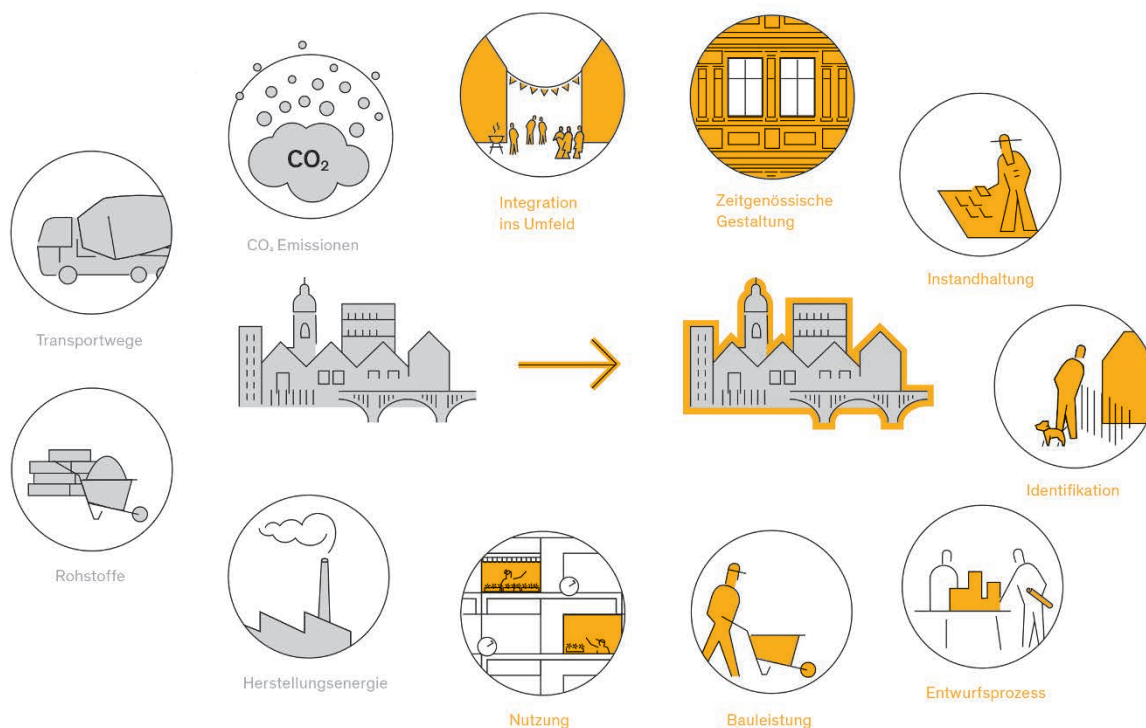 CO₂
CO₂ Emissionen
Integration
ins Umfeld
Zeitgenössische
Gestaltung
Instandhaltung
Transportwege
Identifikation
Rohstoffe
Herstellungsenergie
Nutzung
Bauleistung
Entwurfsprozess